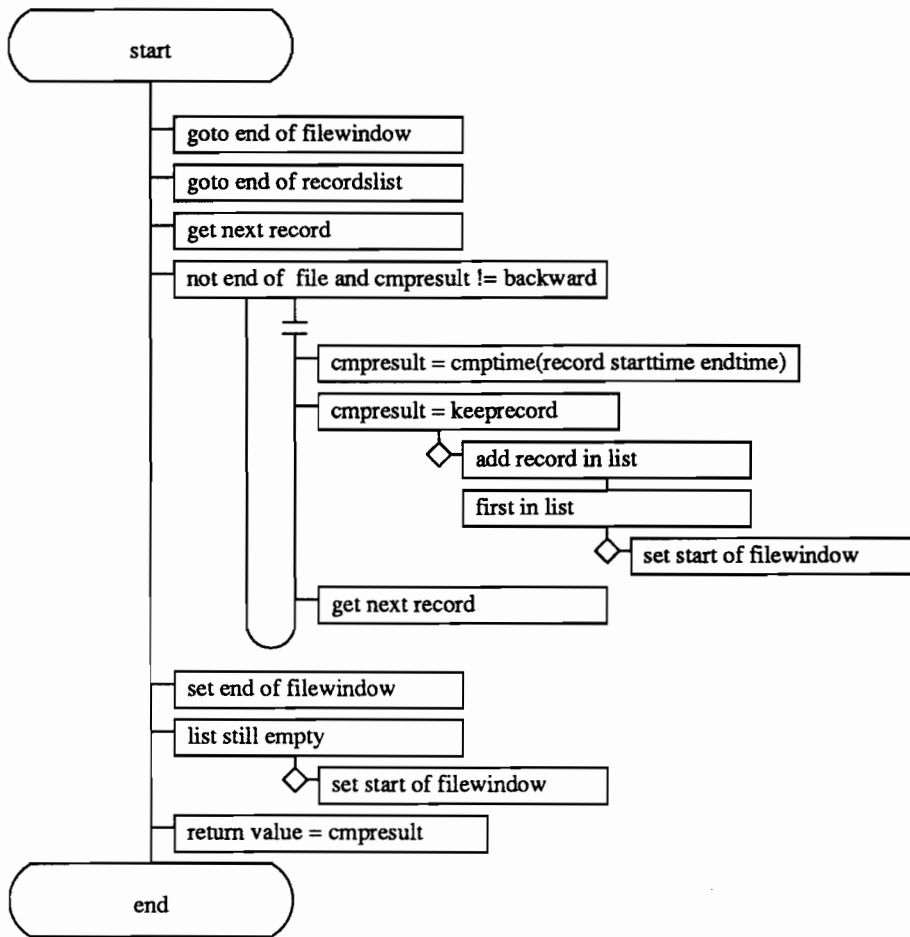 start
goto end of filewindow
goto end of recordslist
get next record
not end of file and cmpresult != backward
cmpresult = cmptime(record starttime endtime)
cmpresult = keeprecord
add record in list
first in list
set start of filewindow
get next record
set end of filewindow
list still empty
set start of filewindow
return value = cmpresult
end